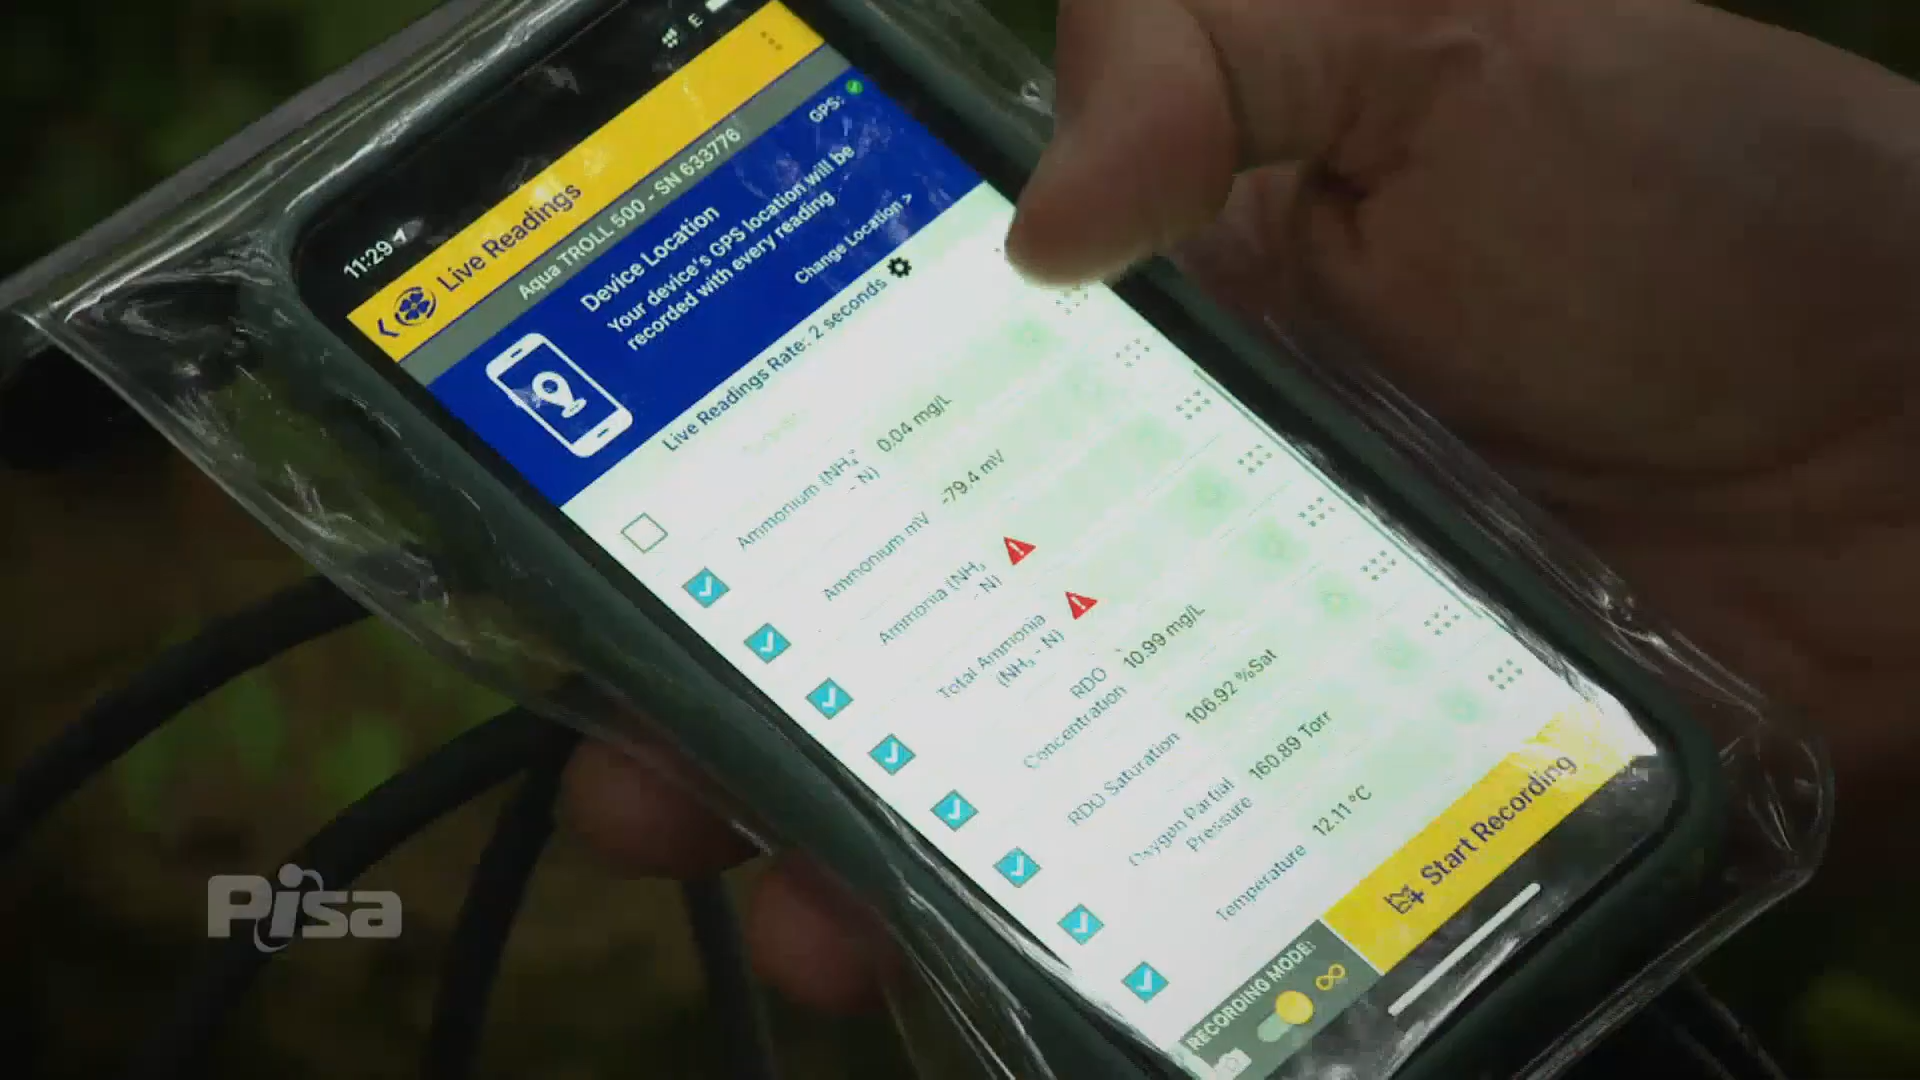 11:29
E
Live Readings
Aqua TROLL 500 - SN 633776
GPS:
Device Location
Your device's GPS location will be
recorded with every reading
Change Location >
Live Readings Rate: 2 seconds
Ammonium (NH₄⁺
- N)
0.04 mg/L
Ammonium mV
-79.4 mV
Ammonia (NH₃
- N)
Total Ammonia
(NH₃ - N)
RDO
Concentration
10.99 mg/L
RDO Saturation
106.92 %Sat
Oxygen Partial
Pressure
160.89 Torr
Temperature
12.11 °C
RECORDING MODE:
Start Recording
Pisa